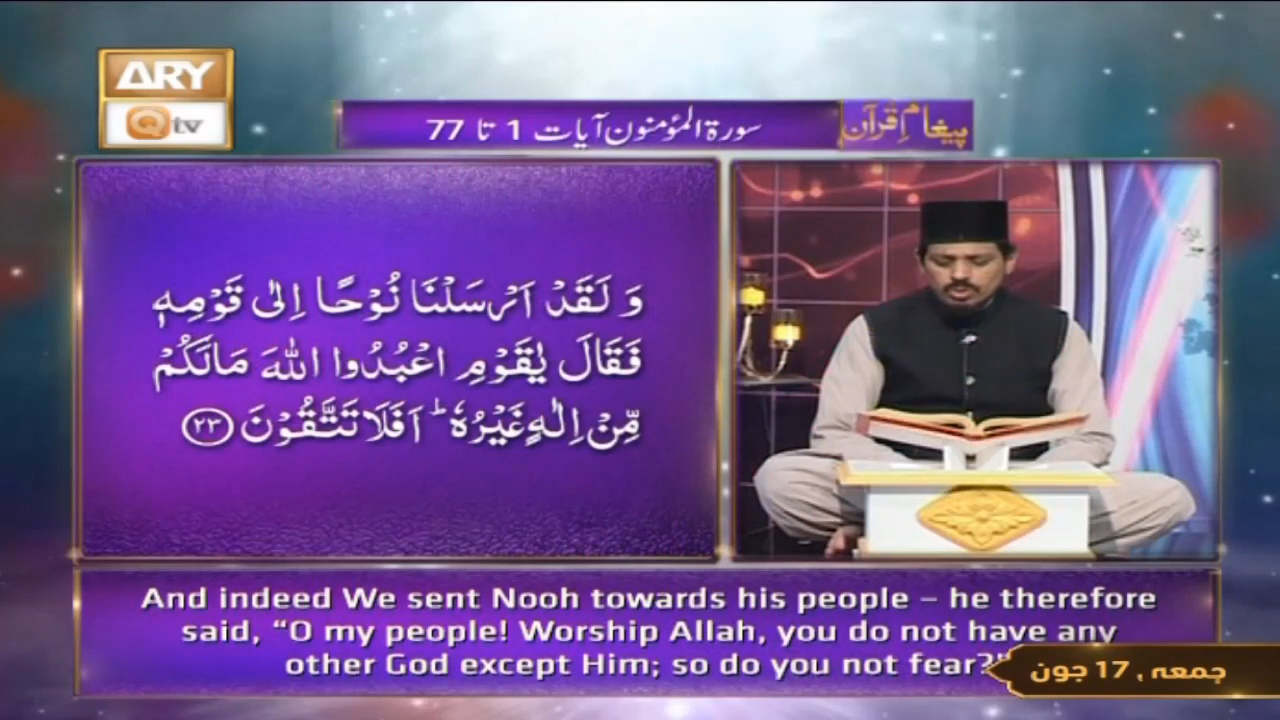 ARY
Qtv
پیغامِ قرآن
سورۃ المؤمنون آیات 1 تا 77
وَ لَقَدْ اَرْسَلْنَا نُوْحًا اِلٰى قَوْمِهٖ
فَقَالَ يٰقَوْمِ اعْبُدُوا اللّٰهَ مَا لَكُمْ
مِّنْ اِلٰهٍ غَيْرُهٗ ؕ اَفَلَا تَتَّقُوْنَ ۲۳
And indeed We sent Nooh towards his people – he therefore
said, “O my people! Worship Allah, you do not have any
other God except Him; so do you not fear?”
جمعہ , 17 جون